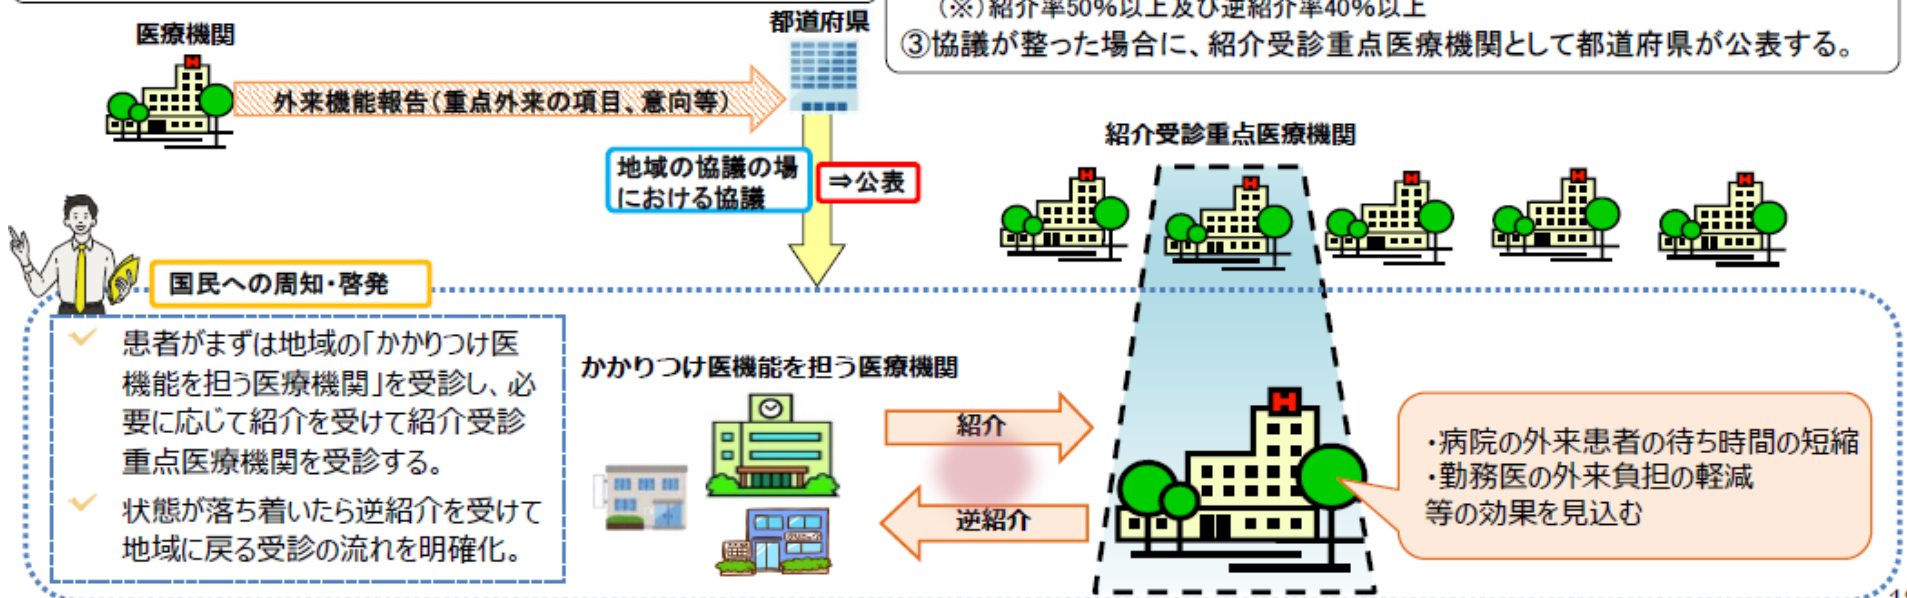 (※)紹介率50%以上及び逆紹介率40%以上
③協議が整った場合に、紹介受診重点医療機関として都道府県が公表する。
都道府県
医療機関
外来機能報告(重点外来の項目、意向等)
地域の協議の場
における協議
⇒公表
紹介受診重点医療機関
国民への周知・啓発
患者がまずは地域の「かかりつけ医
機能を担う医療機関」を受診し、必
要に応じて紹介を受けて紹介受診
重点医療機関を受診する。
状態が落ち着いたら逆紹介を受けて
地域に戻る受診の流れを明確化。
かかりつけ医機能を担う医療機関
紹介
逆紹介
・病院の外来患者の待ち時間の短縮
・勤務医の外来負担の軽減
等の効果を見込む